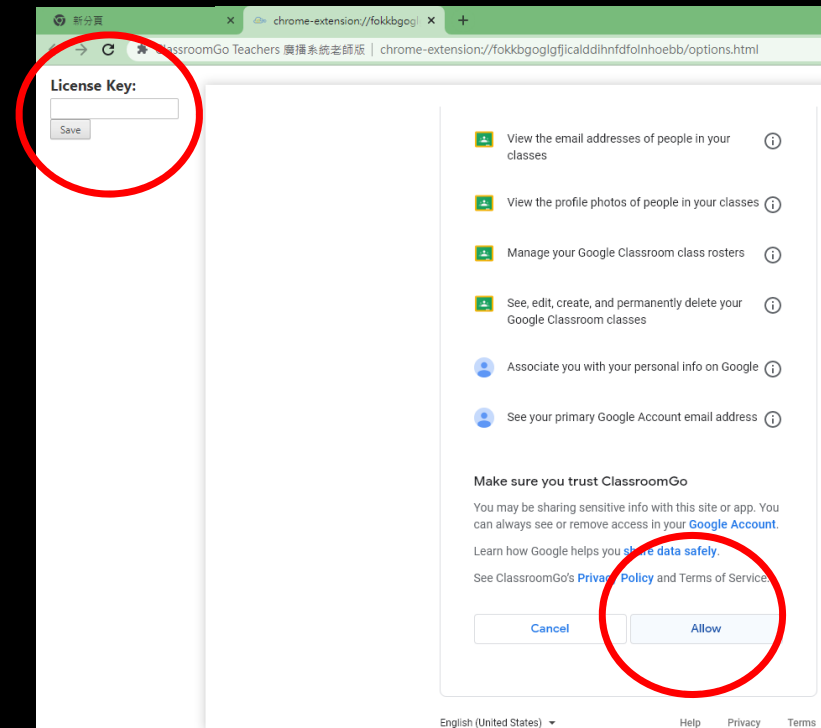 新分頁
chrome-extension://fokkbgogl
ClassroomGo Teachers 廣播系統老師版 | chrome-extension://fokkbgoglgfjicalddihnfdfolnhoebb/options.html
License Key:
Save
View the email addresses of people in your
classes
View the profile photos of people in your classes
Manage your Google Classroom class rosters
See, edit, create, and permanently delete your
Google Classroom classes
Associate you with your personal info on Google
See your primary Google Account email address
Make sure you trust ClassroomGo
You may be sharing sensitive info with this site or app. You
can always see or remove access in your Google Account.
Learn how Google helps you share data safely.
See ClassroomGo's Privacy Policy and Terms of Service.
Cancel
Allow
English (United States)
Help Privacy Terms